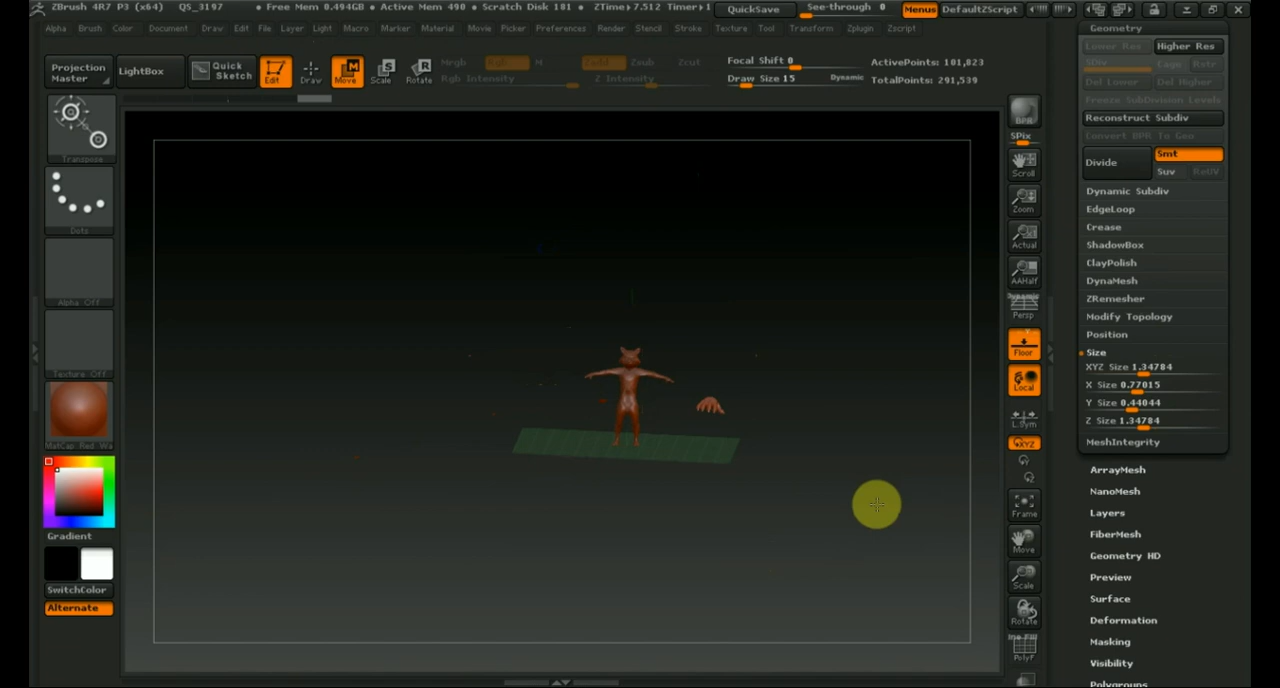 ZBrush 4R7 P3 (x64) QS_3197 • Free Mem 0.494GB • Active Mem 490 • Scratch Disk 181 • ZTime▸7.512 Timer▸1 QuickSave See-through 0 Menus DefaultZScript
Alpha Brush Color Document Draw Edit File Layer Light Macro Marker Material Movie Picker Preferences Render Stencil Stroke Texture Tool Transform Zplugin Zscript
Projection Master
LightBox
Quick Sketch
Edit
Draw
Move
Scale
Rotate
Mrgb Rgb M
Rgb Intensity
Zadd Zsub Zcut
Z Intensity
Focal Shift 0
Draw Size 15 Dynamic
ActivePoints: 101,823
TotalPoints: 291,539
Transpose
Dots
Alpha Off
Texture Off
MatCap Red Wa
Gradient
SwitchColor
Alternate
BPR
SPix
Scroll
Zoom
Actual
AAHalf
Dynamic
Persp
Floor
Local
L.Sym
XYZ
Frame
Move
Scale
Rotate
Line Fill
PolyF
Geometry
Lower Res Higher Res
SDiv Cage Rstr
Del Lower Del Higher
Freeze SubDivision Levels
Reconstruct Subdiv
Convert BPR To Geo
Divide
Smt
Suv ReUV
Dynamic Subdiv
EdgeLoop
Crease
ShadowBox
ClayPolish
DynaMesh
ZRemesher
Modify Topology
Position
Size
XYZ Size 1.34784
X Size 0.77015
Y Size 0.44044
Z Size 1.34784
MeshIntegrity
ArrayMesh
NanoMesh
Layers
FiberMesh
Geometry HD
Preview
Surface
Deformation
Masking
Visibility
Polygroups